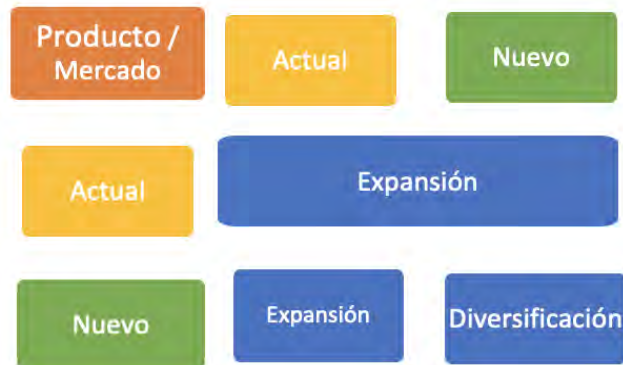 Producto /
Mercado
Actual
Nuevo
Actual
Expansión
Nuevo
Expansión
Diversificación